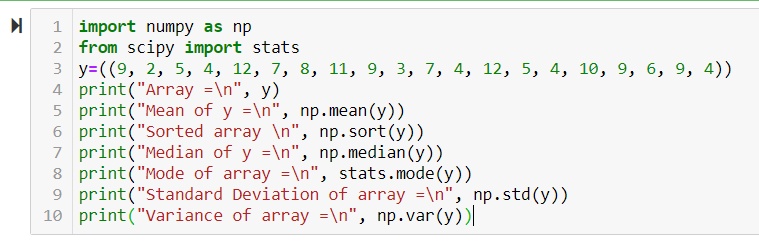 1 import numpy as np
2 from scipy import stats
3 y=((9, 2, 5, 4, 12, 7, 8, 11, 9, 3, 7, 4, 12, 5, 4, 10, 9, 6, 9, 4))
4 print("Array =\n", y)
5 print("Mean of y =\n", np.mean(y))
6 print("Sorted array \n", np.sort(y))
7 print("Median of y =\n", np.median(y))
8 print("Mode of array =\n", stats.mode(y))
9 print("Standard Deviation of array =\n", np.std(y))
10 print("Variance of array =\n", np.var(y))